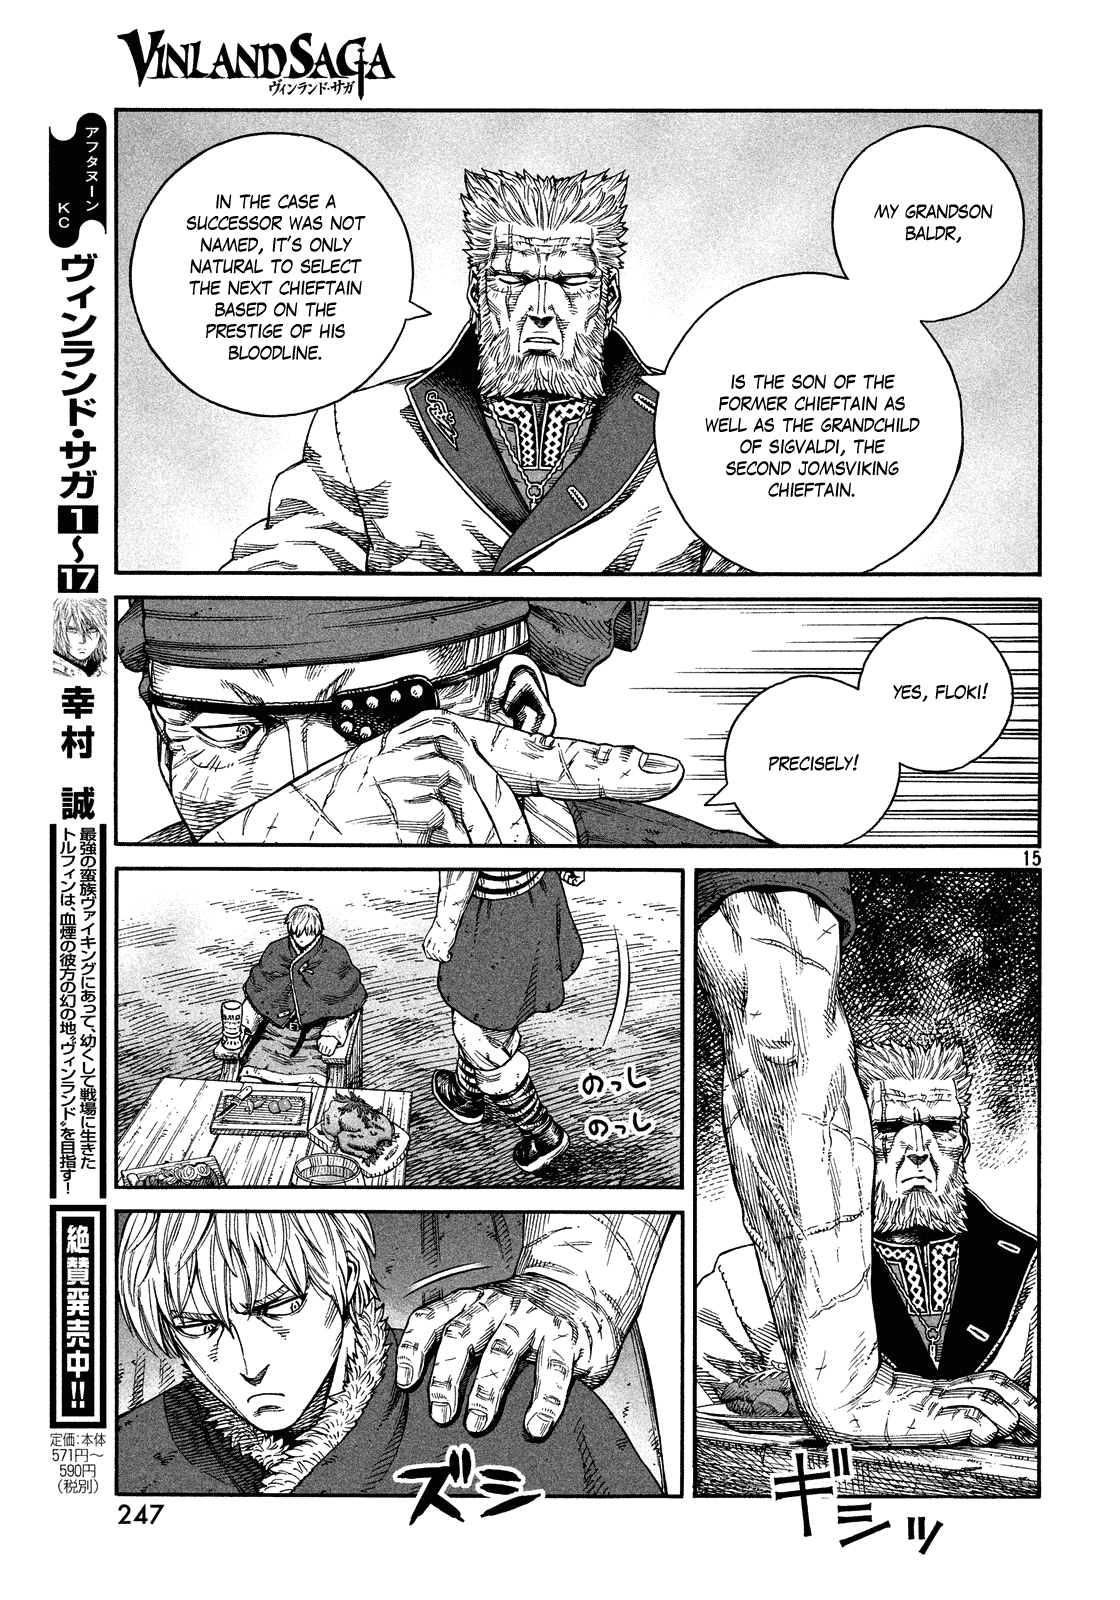 VINLAND SAGA
ヴィンランド・サガ
MY GRANDSON
BALDR,
IS THE SON OF THE
FORMER CHIEFTAIN AS
WELL AS THE GRANDCHILD
OF SIGVALDI, THE
SECOND JOMSVIKING
CHIEFTAIN.
IN THE CASE A
SUCCESSOR WAS NOT
NAMED, IT'S ONLY
NATURAL TO SELECT
THE NEXT CHIEFTAIN
BASED ON THE
PRESTIGE OF HIS
BLOODLINE.
YES, FLOKI!
PRECISELY!
15
ギシッ
のっし
のっし
ズシ
アフタヌーン
KC
ヴィンランド・サガ
1〜17
幸村 誠
最強の蛮族ヴァイキングにあって、幼くして戦場に生きた
トルフィンは、血煙の彼方の幻の地“ヴィンランド”を目指す!
絶賛発売中!!
定価:本体
571円〜
590円
(税別)
247